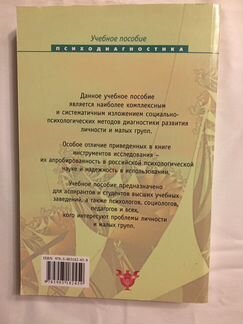 Учебное пособие
ПСИХОДИАГНОСТИКА
Данное учебное пособие
является наиболее комплексным
и систематичным изложением социально-
психологических методов диагностики развития
личности и малых групп.
Особое отличие приведенных в книге
инструментов исследования –
их апробированность в российской психологической
науке и надежность в использовании.
Учебное пособие предназначено
для аспирантов и студентов высших учебных
заведений, а также психологов, социологов,
педагогов и всех,
кого интересуют проблемы личности
и малых групп.